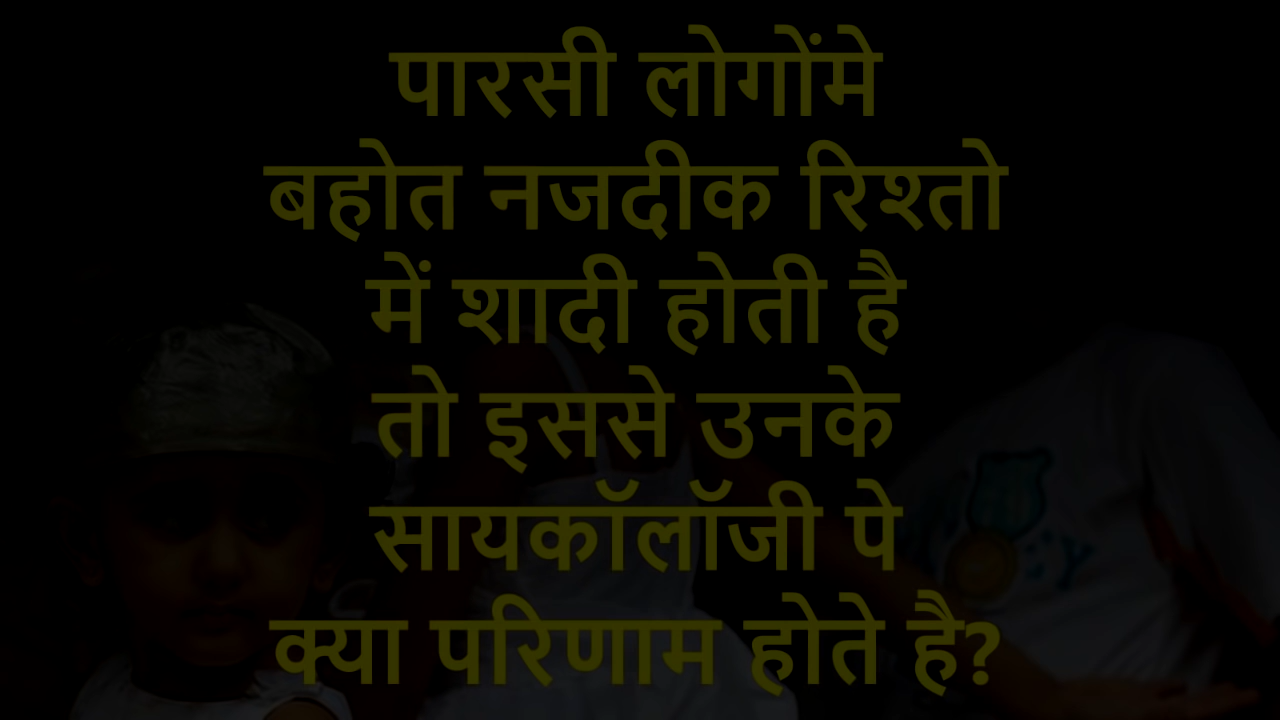 पारसी लोगोंमे
बहोत नजदीक रिश्तो
में शादी होती है
तो इससे उनके
सायकॉलॉजी पे
क्या परिणाम होते है?